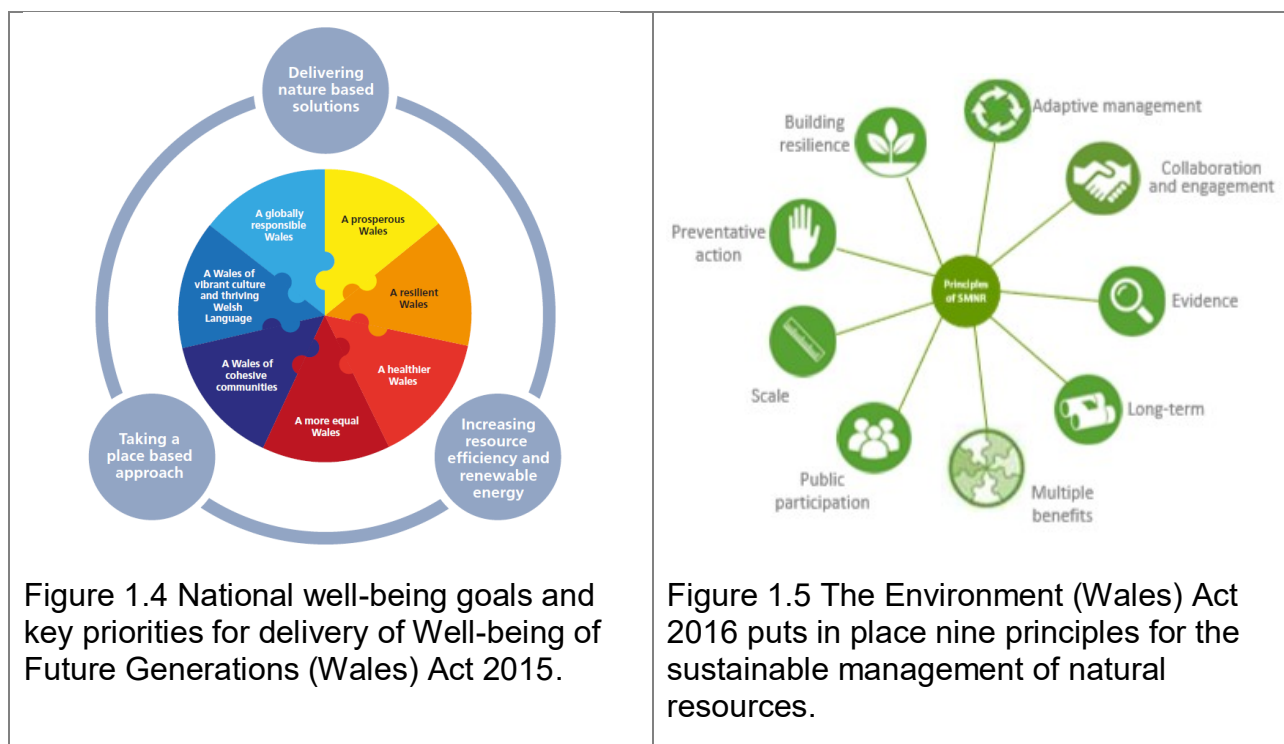 Delivering
nature based
solutions
A globally
responsible
Wales
A prosperous
Wales
A Wales of
vibrant culture
and thriving
Welsh
Language
A resilient
Wales
A Wales of
cohesive
communities
A healthier
Wales
A more equal
Wales
Taking a
place based
approach
Increasing
resource
efficiency and
renewable
energy
Figure 1.4 National well-being goals and
key priorities for delivery of Well-being of
Future Generations (Wales) Act 2015.
Adaptive management
Building
resilience
Collaboration
and engagement
Preventative
action
Principles
of SMNR
Evidence
Scale
Long-term
Public
participation
Multiple
benefits
Figure 1.5 The Environment (Wales) Act
2016 puts in place nine principles for the
sustainable management of natural
resources.